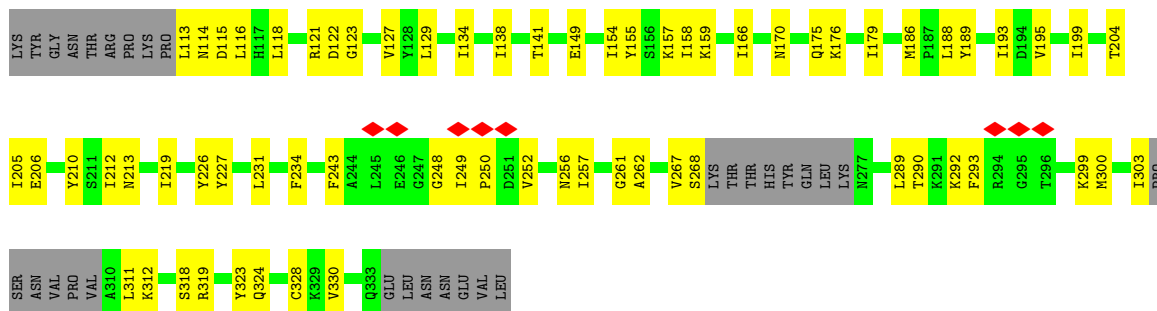 LYS TYR GLY ASN THR ARG PRO LYS PRO L113 N114 D115 L116 H117 L118 R121 D122 G123 V127 Y128 L129 I134 I138 T141 E149 I154 Y155 S156 K157 I158 K159 I166 N170 Q175 K176 I179 M186 P187 L188 Y189 I193 D194 V195 I199 T204
I205 E206 Y210 S211 I212 N213 I219 Y226 Y227 L231 F234 F243 A244 L245 E246 G247 G248 I249 P250 D251 V252 N256 I257 G261 A262 V267 S268 LYS THR THR HIS TYR GLN LEU LYS N277 L289 T290 K291 K292 F293 R294 G295 T296 K299 M300 I303 PRO
SER ASN VAL PRO VAL A310 L311 K312 S318 R319 Y323 Q324 C328 K329 V330 Q333 GLU LEU ASN ASN GLU VAL LEU